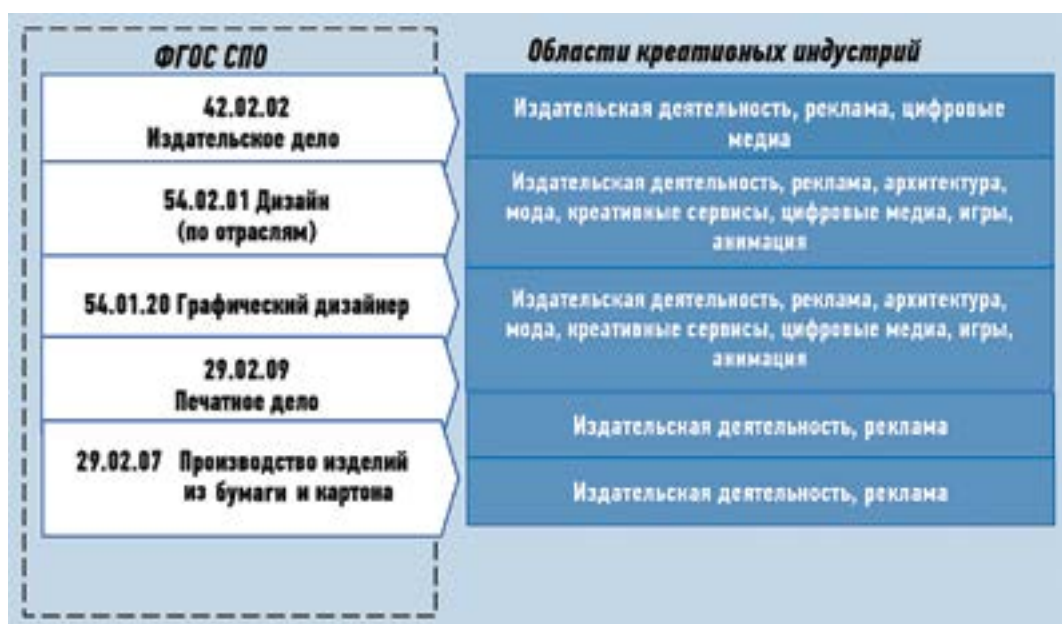 ФГОС СПО
Области креативных индустрий
42.02.02
Издательское дело
Издательская деятельность, реклама, цифровые
медиа
54.02.01 Дизайн
(по отраслям)
Издательская деятельность, реклама, архитектура,
мода, креативные сервисы, цифровые медиа, игры,
анимация
54.01.20 Графический дизайнер
Издательская деятельность, реклама, архитектура,
мода, креативные сервисы, цифровые медиа, игры,
анимация
29.02.09
Печатное дело
Издательская деятельность, реклама
29.02.07 Производство изделий
из бумаги и картона
Издательская деятельность, реклама